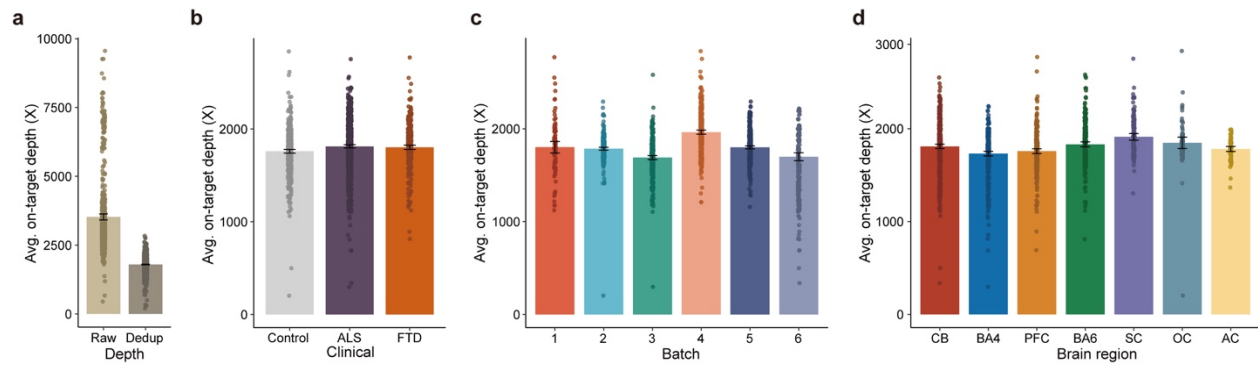 a
Avg. on-target depth (X)
10000
7500
5000
2500
0
Raw Dedup
Depth
b
Avg. on-target depth (X)
2000
1000
0
Control ALS FTD
Clinical
c
Avg. on-target depth (X)
2000
1000
0
1 2 3 4 5 6
Batch
d
Avg. on-target depth (X)
3000
2000
1000
0
CB BA4 PFC BA6 SC OC AC
Brain region